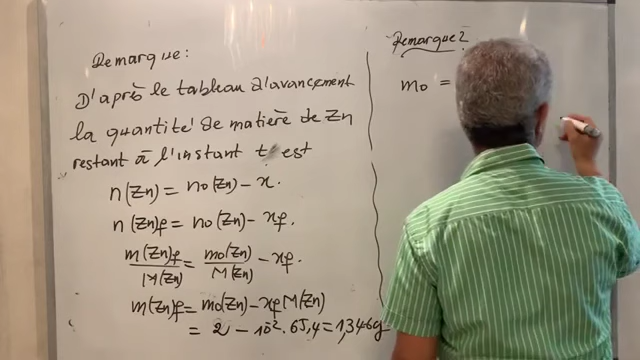 Remarque:
D'après le tableau d'avancement
la quantité de matière de Zn
restant à l'instant t est
n(Zn) = no(Zn) - x.
n(Zn)f = no(Zn) - xf.
m(Zn)f/M(Zn) = mo(Zn)/M(Zn) - xf.
m(Zn)f = mo(Zn) - xf M(Zn)
= 2 - 10⁻². 65,4 = 1,346g
Remarque 2:
mo =